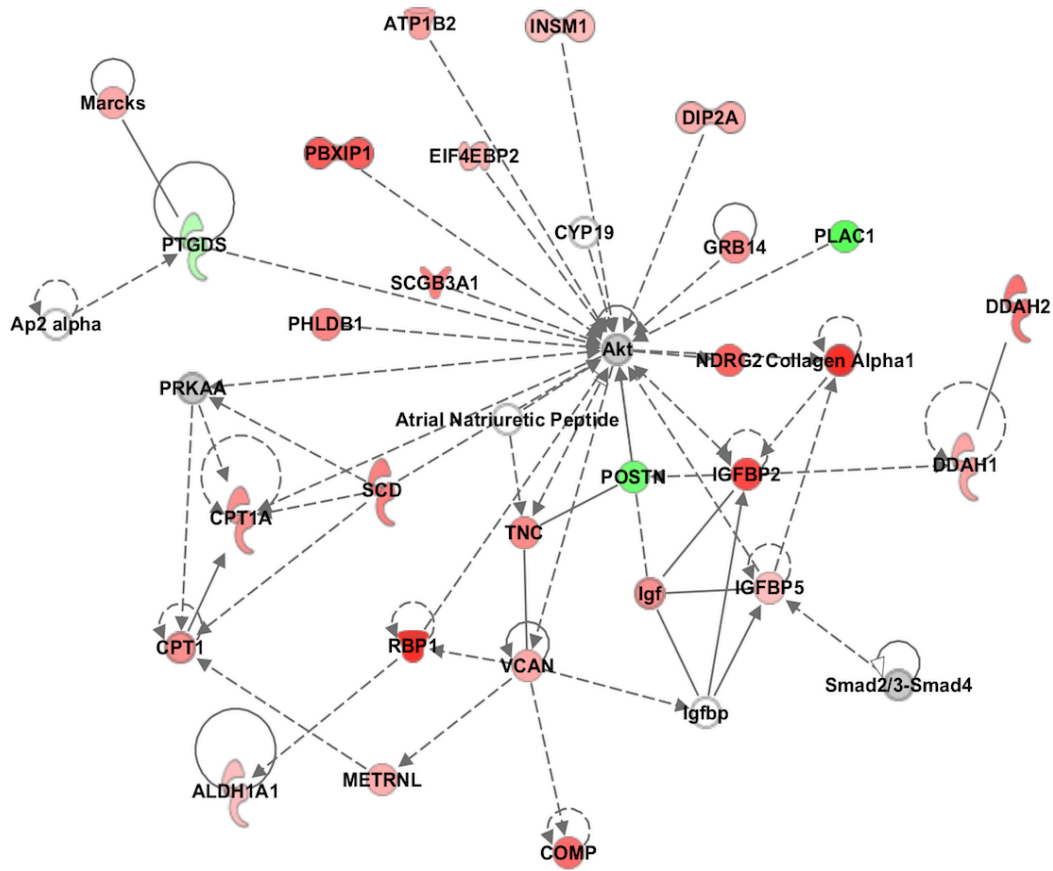 ATP1B2
INSM1
Marcks
DIP2A
PBXIP1
EIF4EBP2
CYP19
PLAC1
PTGDS
GRB14
SCGB3A1
DDAH2
Ap2 alpha
PHLDB1
Akt
NDRG2
Collagen Alpha1
PRKAA
Atrial Natriuretic Peptide
DDAH1
POSTN
IGFBP2
SCD
CPT1A
TNC
Igf
IGFBP5
CPT1
RBP1
VCAN
Smad2/3-Smad4
Igfbp
METRNL
ALDH1A1
COMP